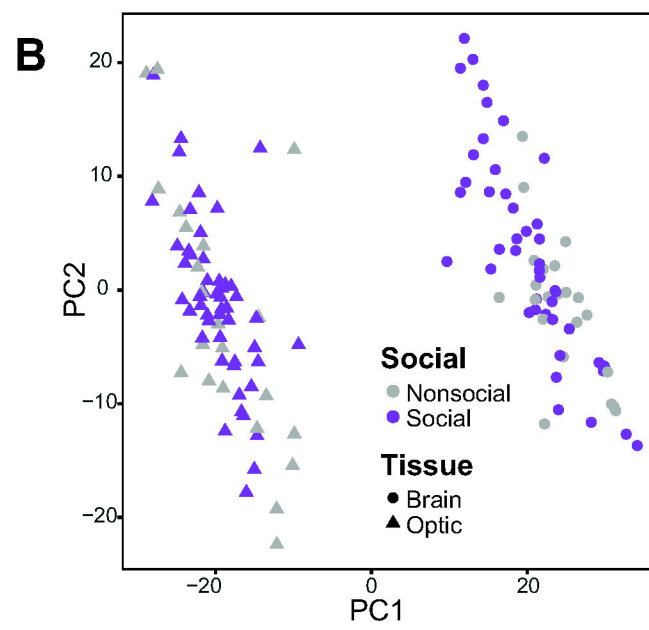 B
20
10
0
−10
−20
PC2
Social
Nonsocial
Social
Tissue
Brain
Optic
−20
0
20
PC1